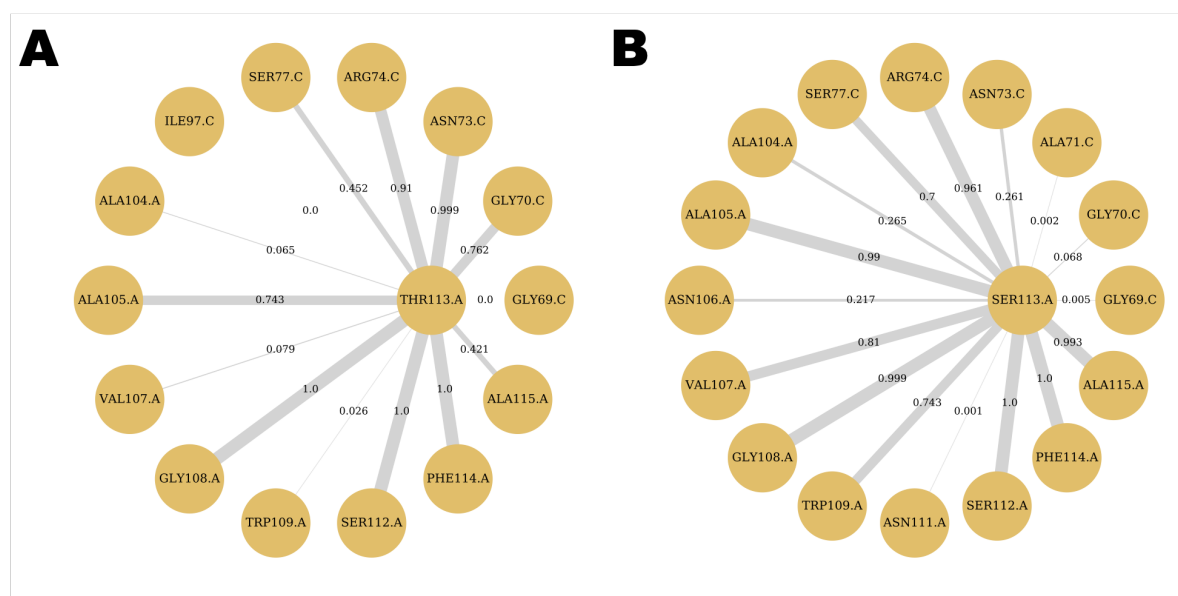 A
SER77.C
ARG74.C
ILE97.C
ASN73.C
ALA104.A
0.452
0.91
0.0
0.999
GLY70.C
0.065
0.762
ALA105.A
0.743
THR113.A
0.0
GLY69.C
0.079
0.421
VAL107.A
1.0
ALA115.A
0.026
1.0
1.0
GLY108.A
PHE114.A
TRP109.A
SER112.A
B
ARG74.C
SER77.C
ASN73.C
ALA104.A
ALA71.C
0.7
0.961
0.261
ALA105.A
0.265
0.002
GLY70.C
0.99
0.068
ASN106.A
0.217
SER113.A
0.005
GLY69.C
0.81
0.993
VAL107.A
0.999
1.0
ALA115.A
0.743
0.001
1.0
GLY108.A
PHE114.A
TRP109.A
SER112.A
ASN111.A